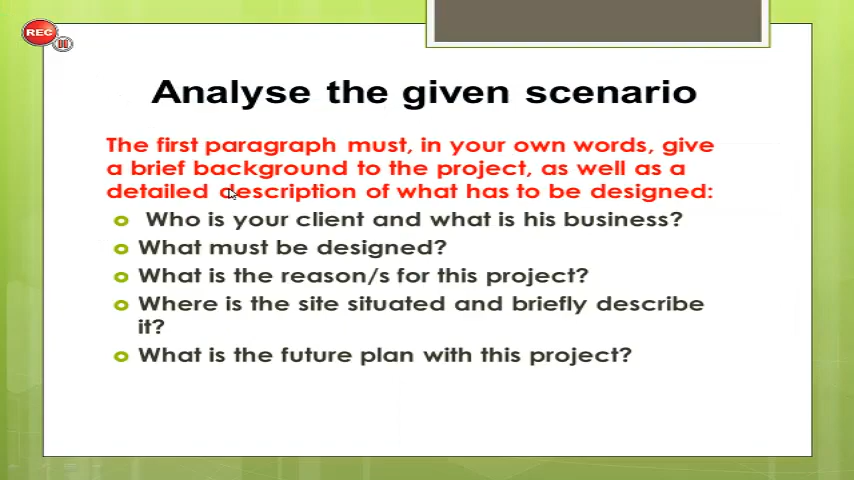 REC
Analyse the given scenario
The first paragraph must, in your own words, give
a brief background to the project, as well as a
detailed description of what has to be designed:
Who is your client and what is his business?
What must be designed?
What is the reason/s for this project?
Where is the site situated and briefly describe
it?
What is the future plan with this project?